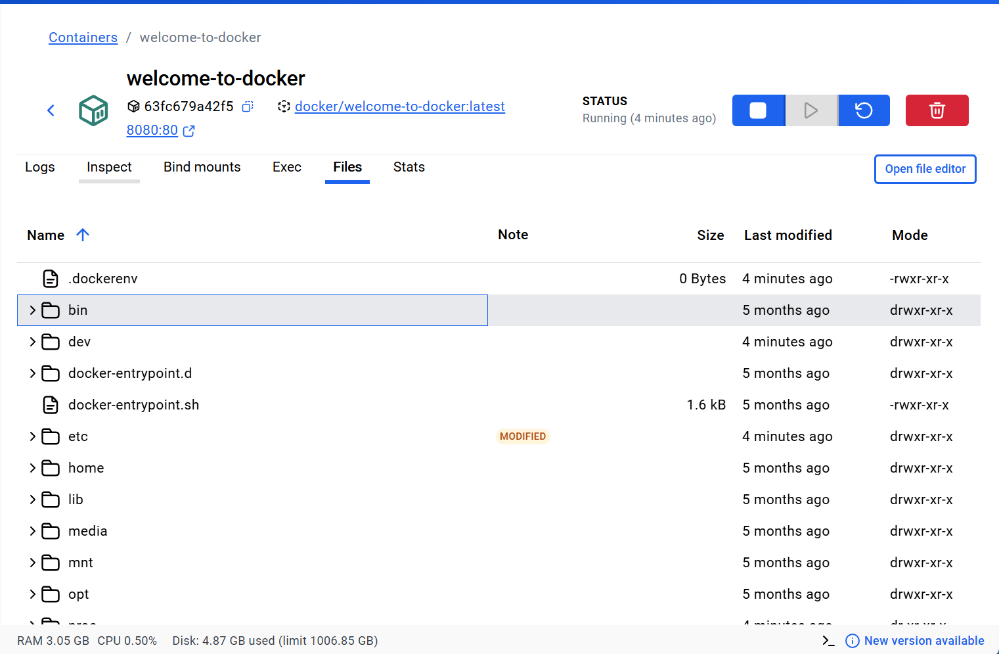 Containers / welcome-to-docker
welcome-to-docker
63fc679a42f5 docker/welcome-to-docker:latest
8080:80
STATUS
Running (4 minutes ago)
Logs Inspect Bind mounts Exec Files Stats Open file editor
Name Note Size Last modified Mode
.dockerenv 0 Bytes 4 minutes ago -rwxr-xr-x
bin 5 months ago drwxr-xr-x
dev 4 minutes ago drwxr-xr-x
docker-entrypoint.d 5 months ago drwxr-xr-x
docker-entrypoint.sh 1.6 kB 5 months ago -rwxr-xr-x
etc MODIFIED 4 minutes ago drwxr-xr-x
home 5 months ago drwxr-xr-x
lib 5 months ago drwxr-xr-x
media 5 months ago drwxr-xr-x
mnt 5 months ago drwxr-xr-x
opt 5 months ago drwxr-xr-x
4 minutes ago
RAM 3.05 GB CPU 0.50% Disk: 4.87 GB used (limit 1006.85 GB) New version available